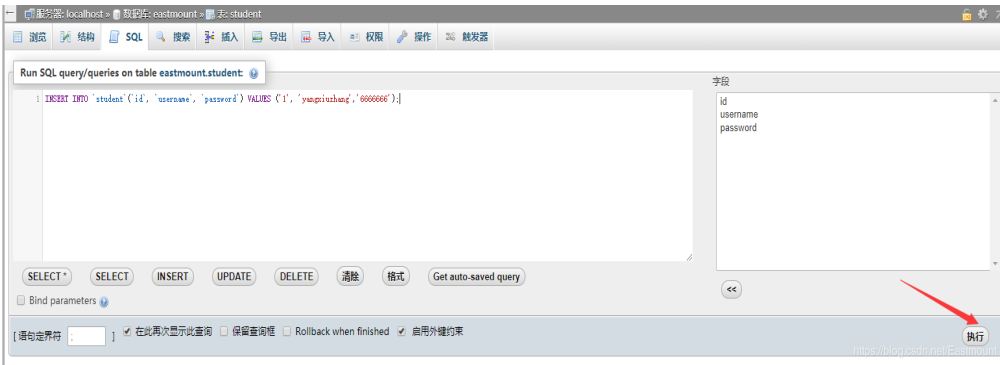 服务器: localhost » 数据库: eastmount » 表: student
浏览 结构 SQL 搜索 插入 导出 导入 权限 操作 触发器
Run SQL query/queries on table eastmount.student:
字段
1 INSERT INTO `student`(`id`, `username`, `password`) VALUES ('1', 'yangxiuzhang','6666666');
id
username
password
SELECT * SELECT INSERT UPDATE DELETE 清除 格式 Get auto-saved query
<<
Bind parameters
[ 语句定界符 ; ] 在此再次显示此查询 保留查询框 Rollback when finished 启用外键约束 执行
https://blog.csdn.net/Eastmount